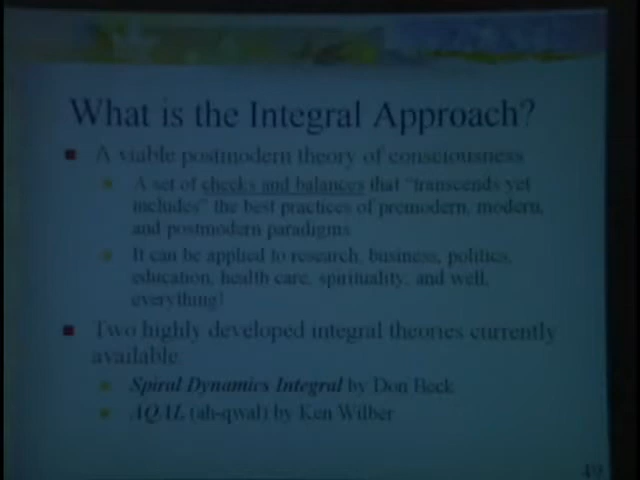 What is the Integral Approach?
A viable postmodern theory of consciousness
A set of checks and balances that "transcends yet
includes" the best practices of premodern, modern,
and postmodern paradigms
It can be applied to research, business, politics,
education, health care, spirituality, and well,
everything!
Two highly developed integral theories currently
available
Spiral Dynamics Integral by Don Beck
AQAL (ah-qwal) by Ken Wilber
49